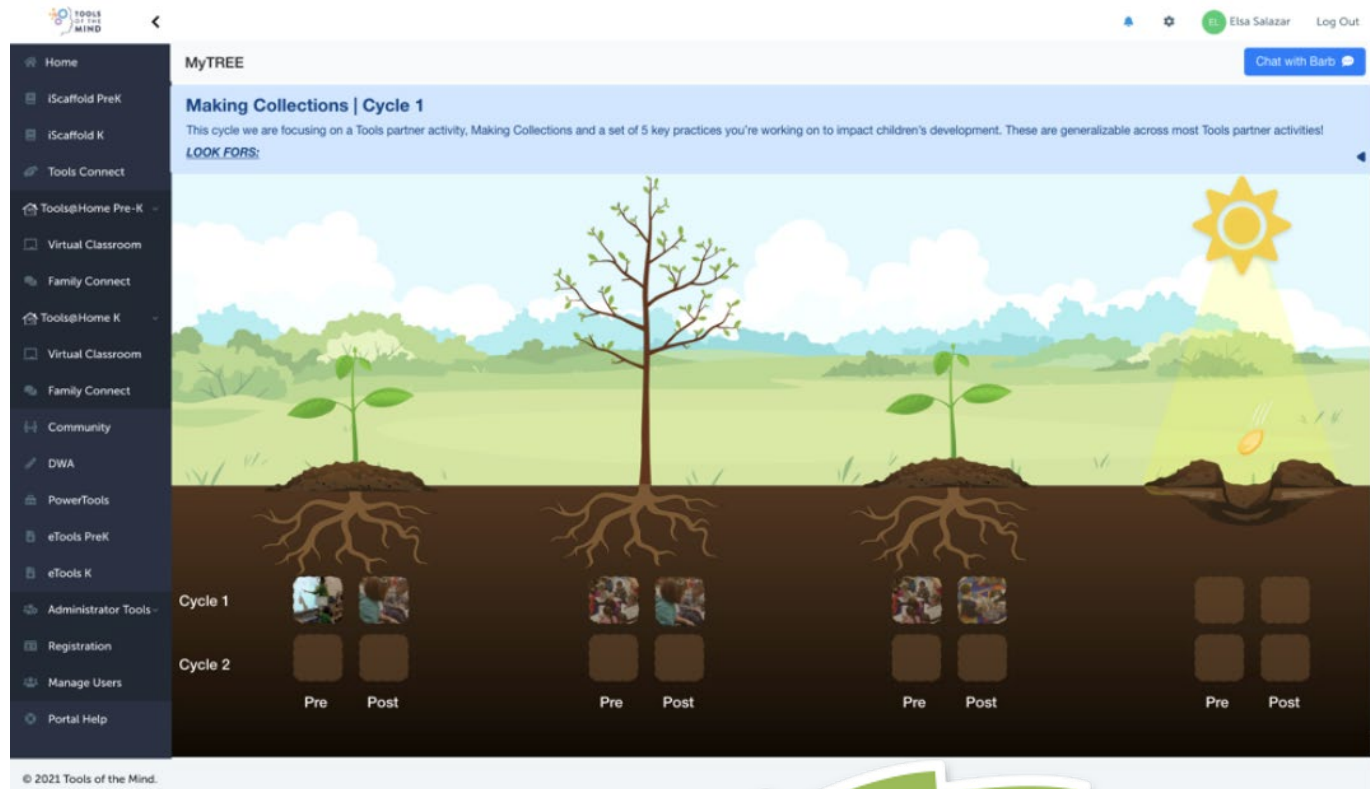 TOOLS
OF THE
MIND
EL Elsa Salazar Log Out
Home
iScaffold PreK
iScaffold K
Tools Connect
Tools@Home Pre-K
Virtual Classroom
Family Connect
Tools@Home K
Virtual Classroom
Family Connect
Community
DWA
PowerTools
eTools PreK
eTools K
Administrator Tools
Registration
Manage Users
Portal Help
MyTREE
Chat with Barb
Making Collections | Cycle 1
This cycle we are focusing on a Tools partner activity, Making Collections and a set of 5 key practices you're working on to impact children's development. These are generalizable across most Tools partner activities!
LOOK FORS:
Cycle 1
Cycle 2
Pre Post Pre Post Pre Post Pre Post
© 2021 Tools of the Mind.